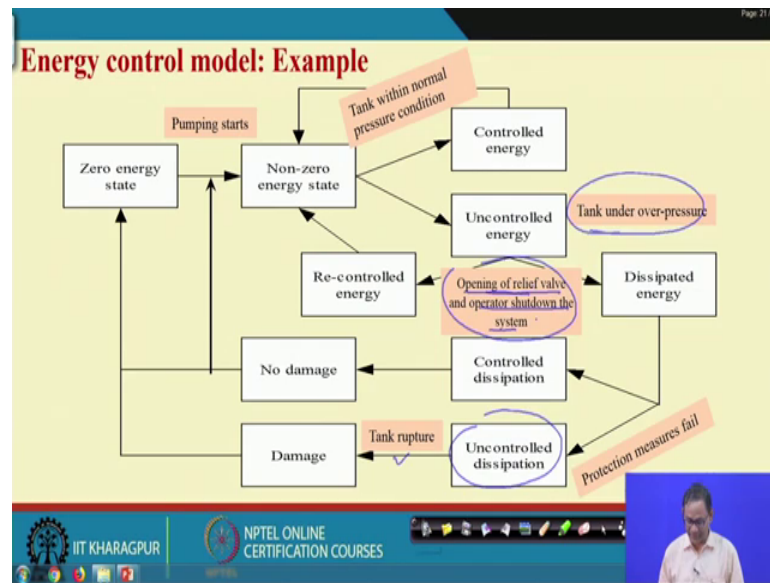 Page: 21 /
Energy control model: Example
Pumping starts
Tank within normal
pressure condition
Controlled
energy
Zero energy
state
Non-zero
energy state
Uncontrolled
energy
Tank under over-pressure
Re-controlled
energy
Opening of relief valve
and operator shutdown the
system
Dissipated
energy
No damage
Controlled
dissipation
Damage
Tank rupture
Uncontrolled
dissipation
Protection measures fail
IIT KHARAGPUR
NPTEL ONLINE
CERTIFICATION COURSES